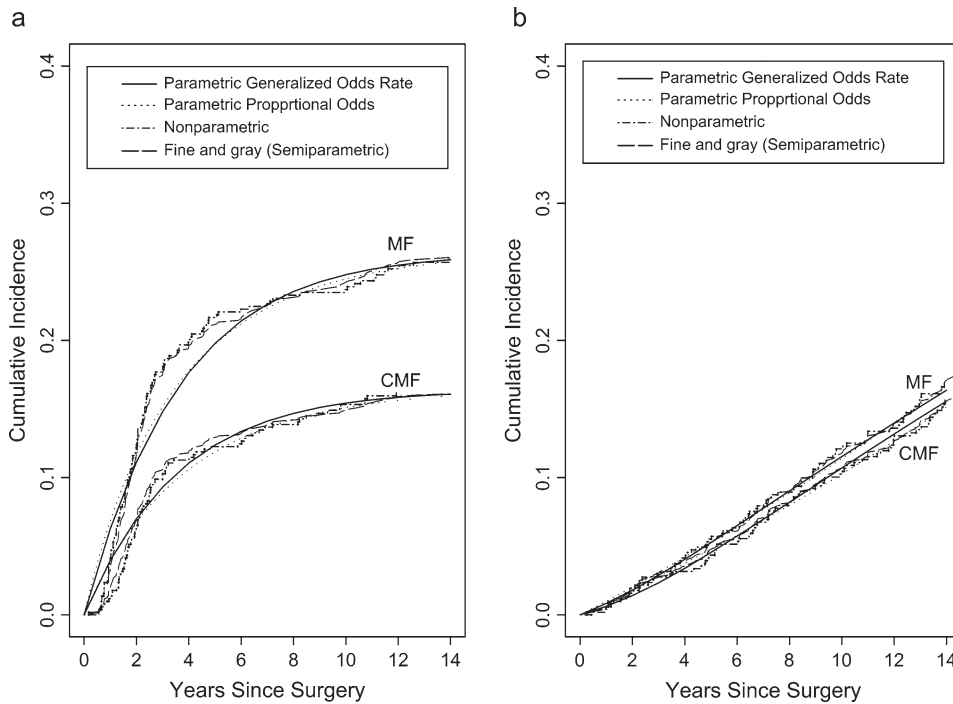 a
Cumulative Incidence
0.4
0.3
0.2
0.1
0.0
Parametric Generalized Odds Rate
Parametric Propprtional Odds
Nonparametric
Fine and gray (Semiparametric)
MF
CMF
0 2 4 6 8 10 12 14
Years Since Surgery
b
Cumulative Incidence
0.4
0.3
0.2
0.1
0.0
Parametric Generalized Odds Rate
Parametric Propprtional Odds
Nonparametric
Fine and gray (Semiparametric)
MF
CMF
0 2 4 6 8 10 12 14
Years Since Surgery